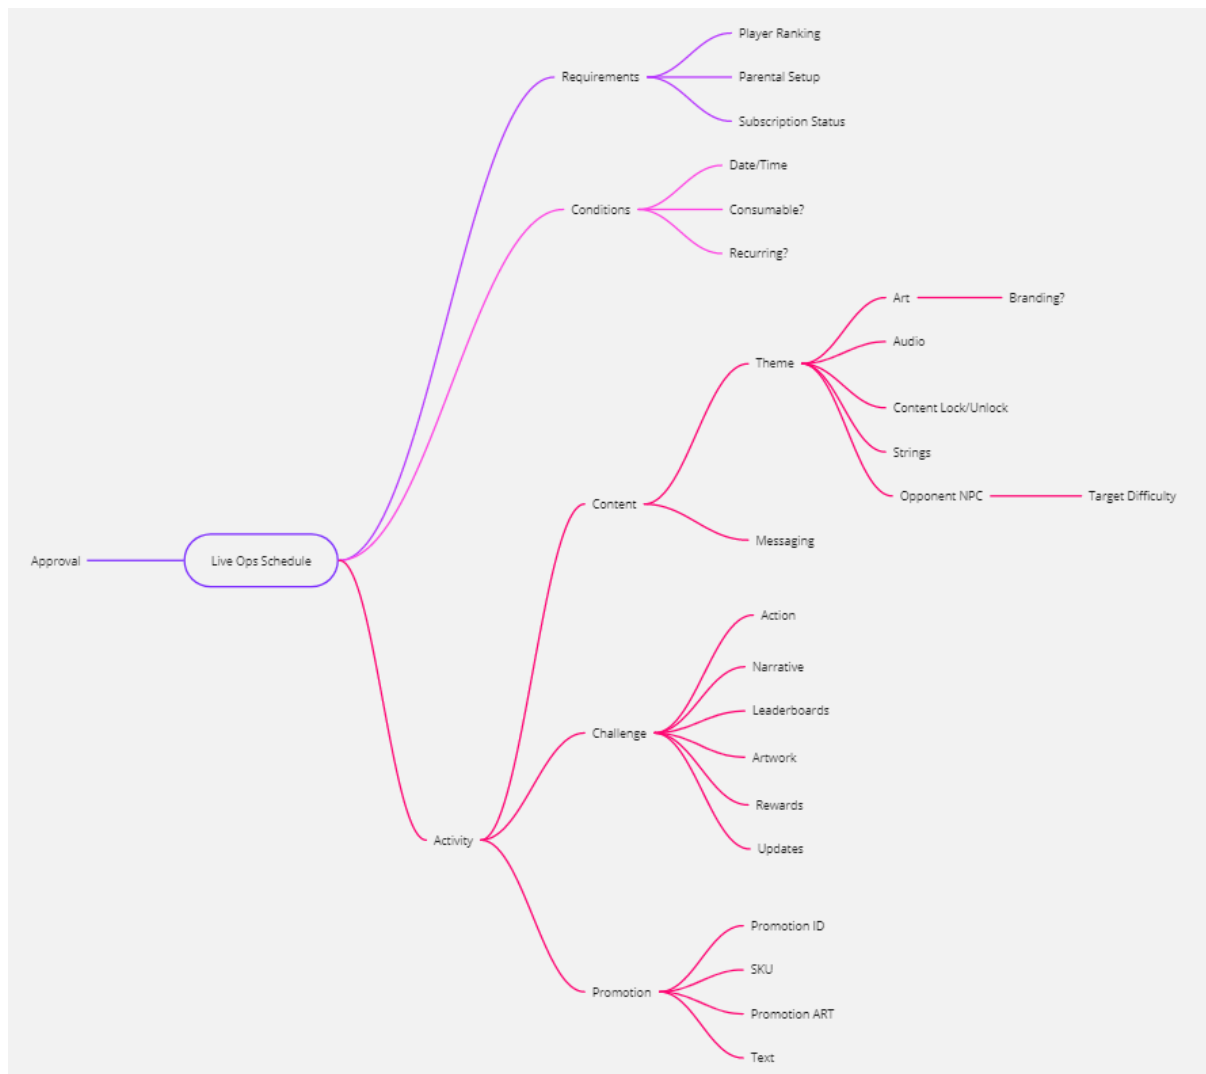 Player Ranking
Requirements
Parental Setup
Subscription Status
Date/Time
Conditions
Consumable?
Recurring?
Art
Branding?
Audio
Theme
Content Lock/Unlock
Strings
Opponent NPC
Target Difficulty
Content
Messaging
Approval
Live Ops Schedule
Action
Narrative
Leaderboards
Challenge
Artwork
Rewards
Activity
Updates
Promotion ID
SKU
Promotion
Promotion ART
Text